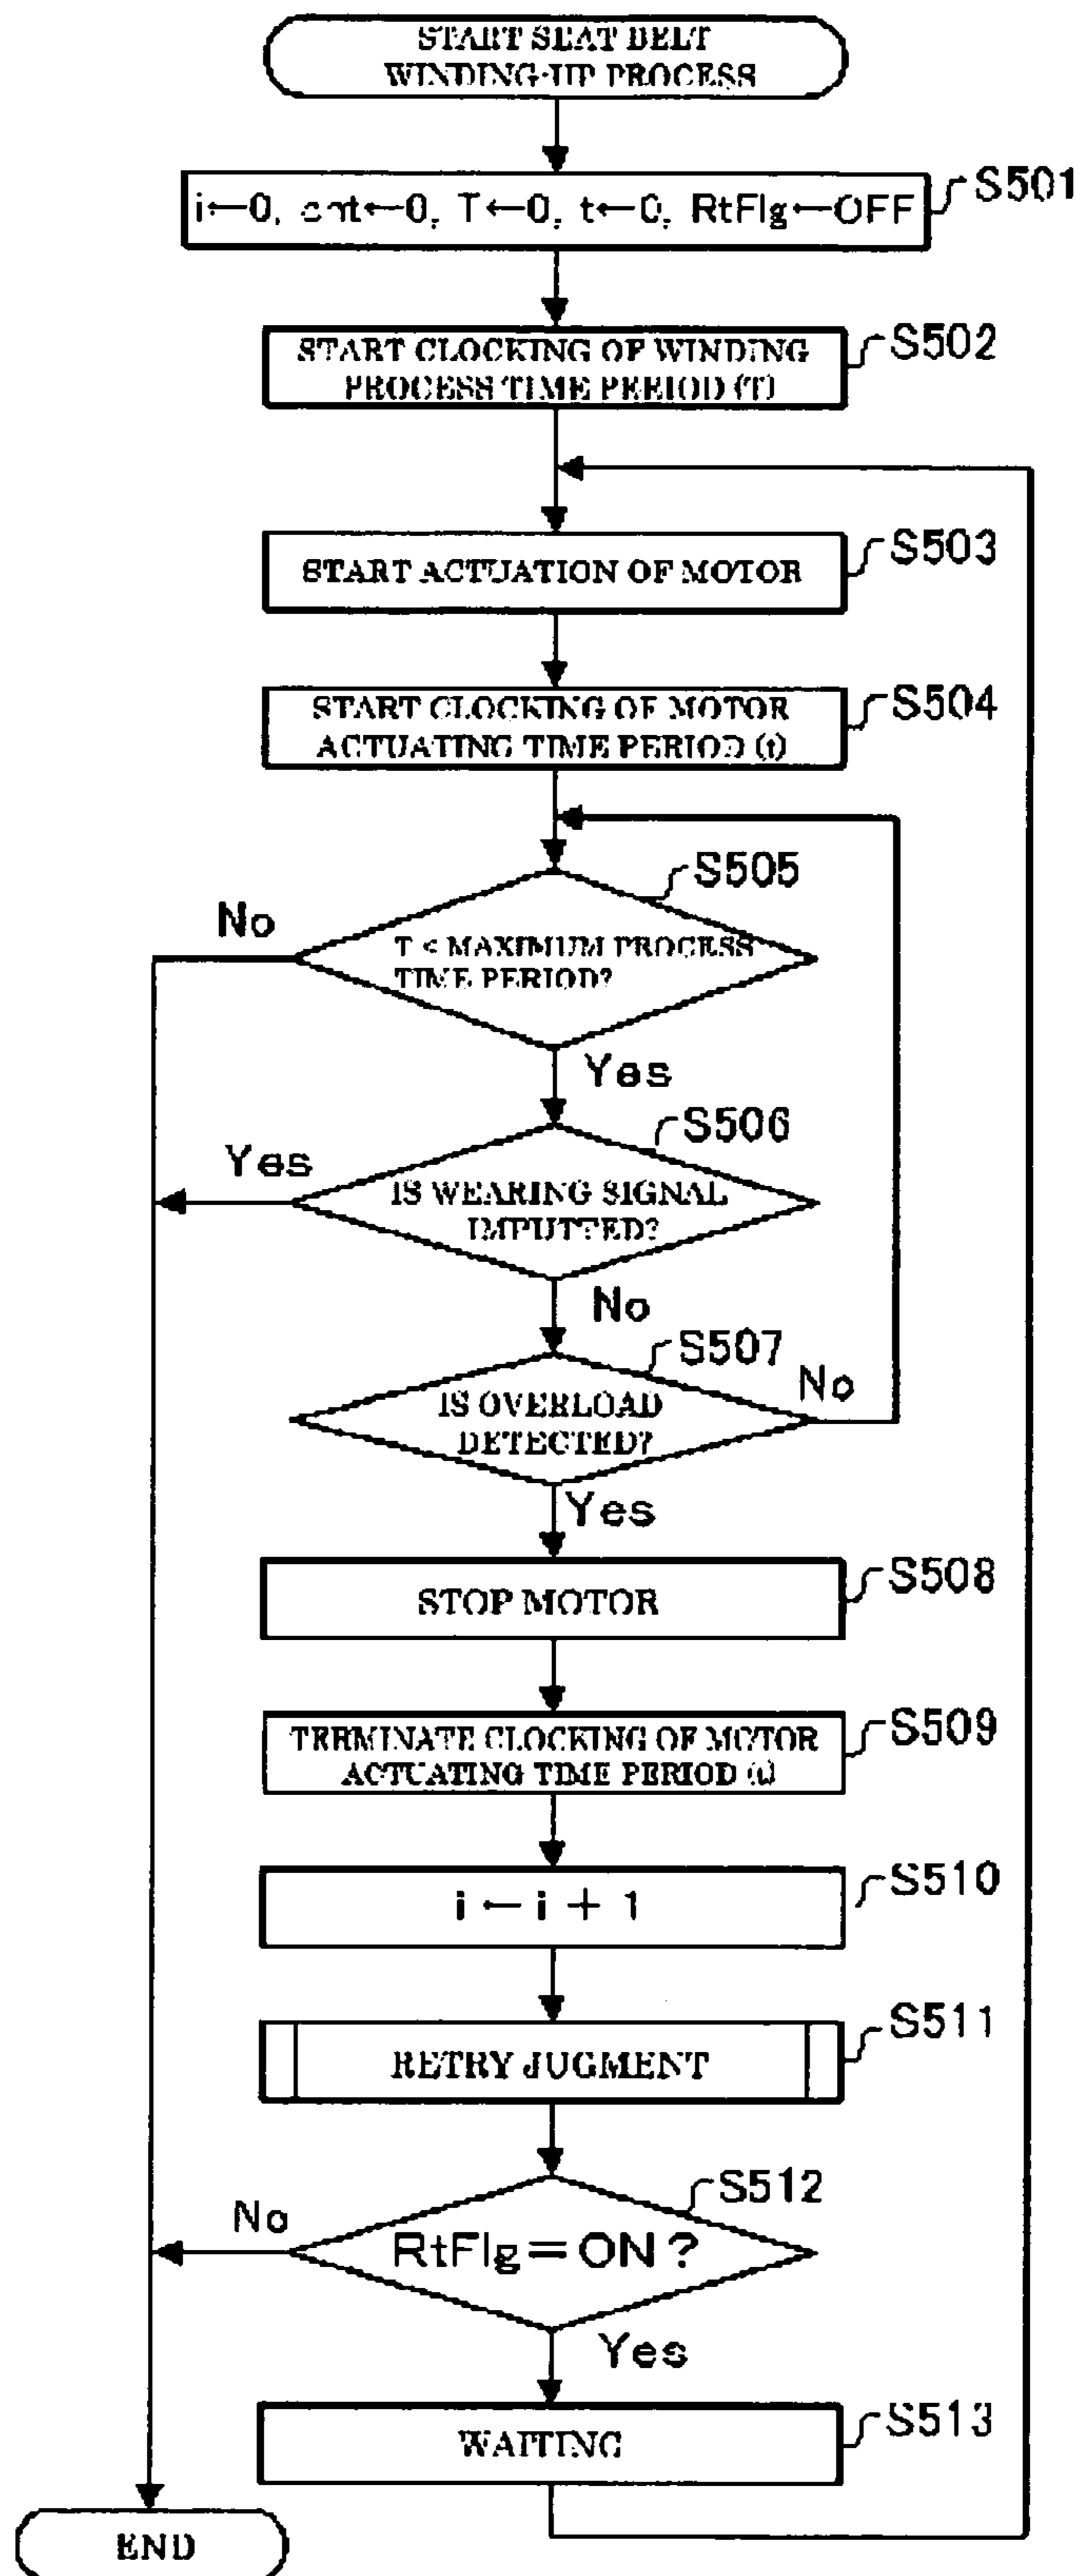 START SEAT BELT
WINDING-UP PROCESS
i←0, cnt←0, T←0, t←0, RtFlg←OFF
S501
START CLOCKING OF WINDING
PROCESS TIME PERIOD (T)
S502
START ACTUATION OF MOTOR
S503
START CLOCKING OF MOTOR
ACTUATING TIME PERIOD (t)
S504
S505
No
T < MAXIMUM PROCESS
TIME PERIOD?
Yes
S506
Yes
IS WEARING SIGNAL
IMPUTTED?
No
S507
No
IS OVERLOAD
DETECTED?
Yes
STOP MOTOR
S508
TERMINATE CLOCKING OF MOTOR
ACTUATING TIME PERIOD (t)
S509
i ← i + 1
S510
RETRY JUGMENT
S511
S512
No
RtFlg=ON?
Yes
WAITING
S513
END